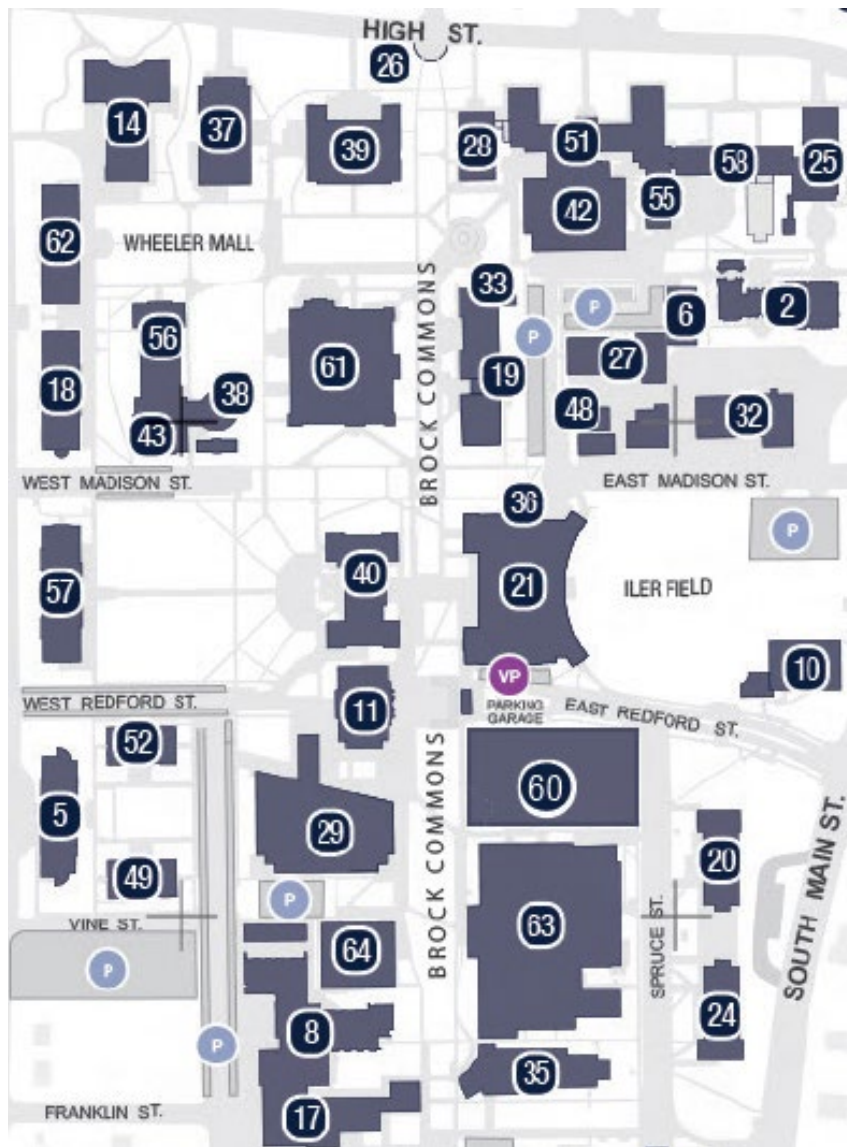 HIGH ST.
26
14
37
39
28
51
58
25
55
42
62
WHEELER MALL
BROCK COMMONS
33
P
P
6
2
56
61
27
18
38
19
48
32
43
WEST MADISON ST.
EAST MADISON ST.
36
P
40
57
21
ILER FIELD
10
VP
WEST REDFORD ST.
11
PARKING
GARAGE
EAST REDFORD ST.
52
BROCK COMMONS
60
5
29
20
49
P
VINE ST.
64
63
SPRUCE ST.
SOUTH MAIN ST.
P
8
24
P
35
FRANKLIN ST.
17